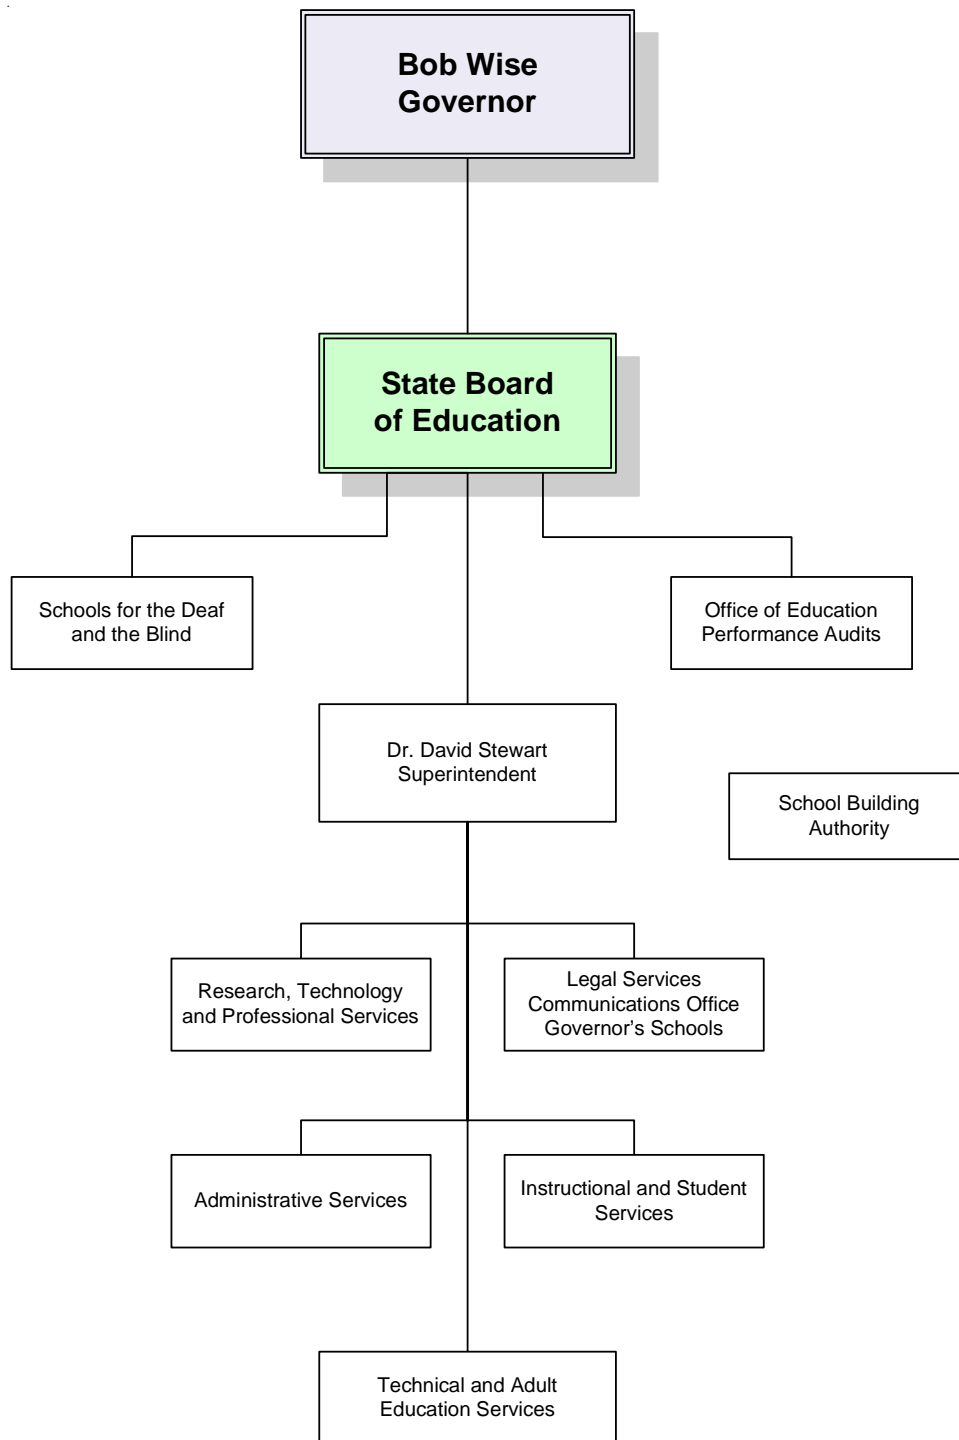 Bob Wise
Governor
State Board
of Education
Schools for the Deaf
and the Blind
Office of Education
Performance Audits
Dr. David Stewart
Superintendent
School Building
Authority
Research, Technology
and Professional Services
Legal Services
Communications Office
Governor’s Schools
Administrative Services
Instructional and Student
Services
Technical and Adult
Education Services